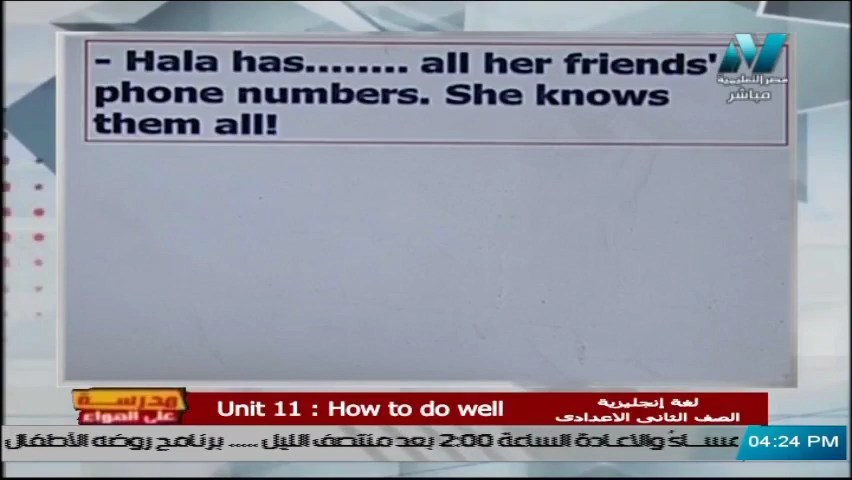 - Hala has........ all her friends'
phone numbers. She knows
them all!
مصر التعليمية
مباشر
مدرسة
على الهواء
Unit 11 : How to do well
لغة إنجليزية
الصف الثانى الاعدادى
مساءً والاعادة الساعة 2:00 بعد منتصف الليل ..... برنامج روضه الأطفال
04:24 PM